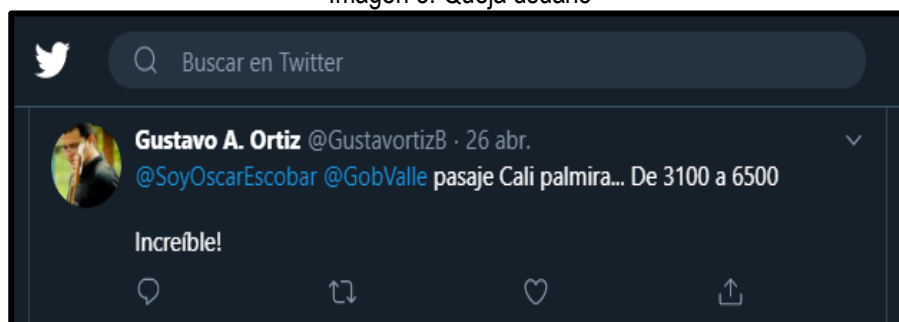 Buscar en Twitter
Gustavo A. Ortiz @GustavortizB · 26 abr.
@SoyOscarEscobar @GobValle pasaje Cali palmira... De 3100 a 6500
Increíble!